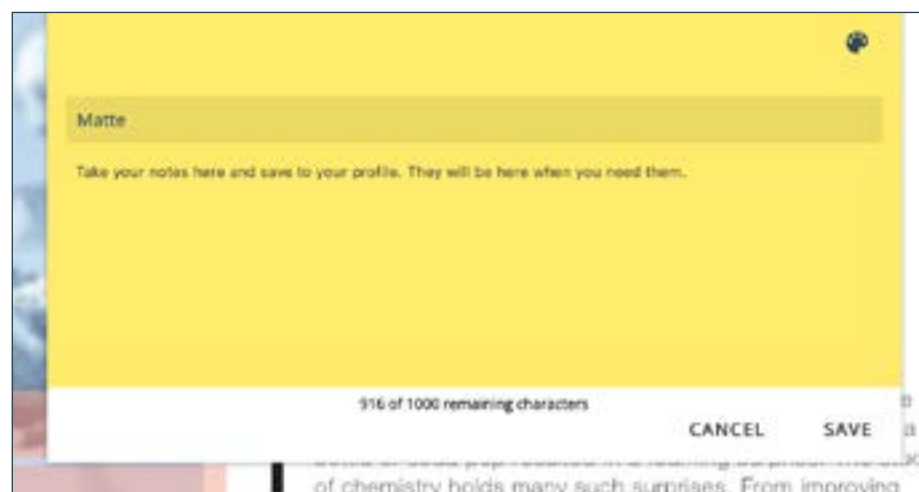 Matte
Take your notes here and save to your profile. They will be here when you need them.
916 of 1000 remaining characters
CANCEL
SAVE
of chemistry holds many such surprises. From improving